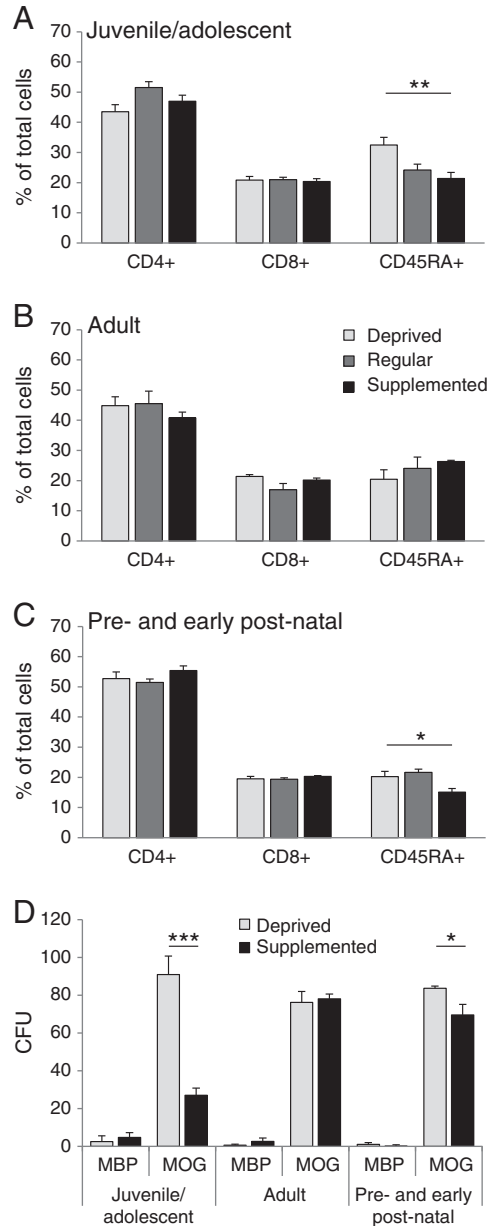 A
Juvenile/adolescent
70
60
50
40
30
20
10
0
% of total cells
**
CD4+ CD8+ CD45RA+
B
Adult
70
60
50
40
30
20
10
0
% of total cells
Deprived
Regular
Supplemented
CD4+ CD8+ CD45RA+
C
Pre- and early post-natal
70
60
50
40
30
20
10
0
% of total cells
*
CD4+ CD8+ CD45RA+
D
120
100
80
60
40
20
0
CFU
Deprived
Supplemented
***
*
MBP MOG MBP MOG MBP MOG
Juvenile/ Adult Pre- and early
adolescent post-natal